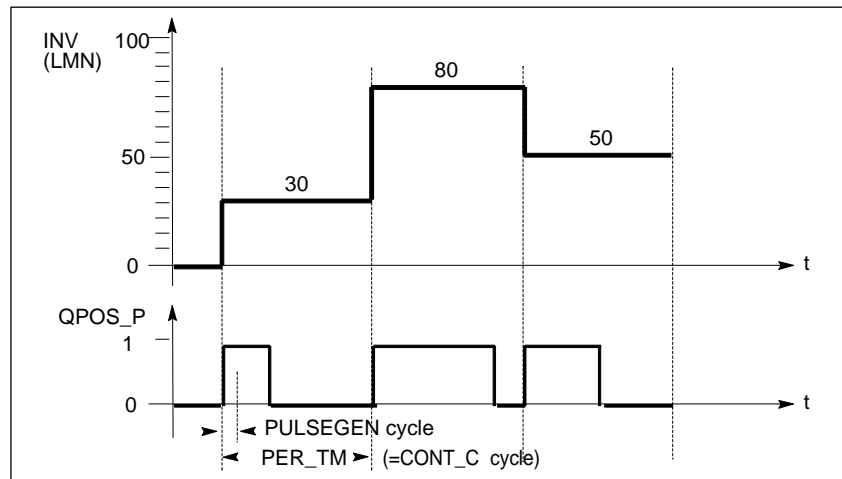 INV
(LMN)
100
80
50
50
30
0
t
QPOS_P
1
0
t
PULSEGEN cycle
PER_TM (=CONT_C cycle)